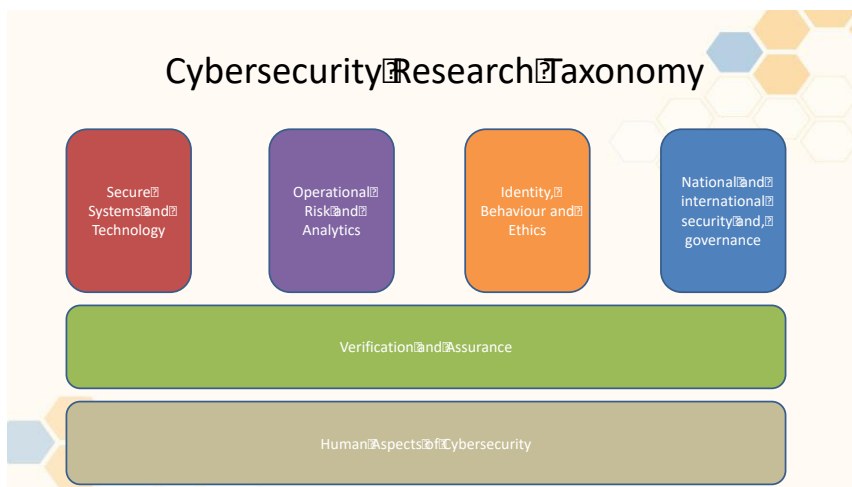 Cybersecurity⍰Research⍰Taxonomy
Secure⍰
Systems⍰and⍰
Technology
Operational⍰
Risk⍰and⍰
Analytics
Identity,⍰
Behaviour and⍰
Ethics
National⍰and⍰
international⍰
security⍰and,⍰
governance
Verification⍰and⍰Assurance
Human⍰Aspects⍰of⍰Cybersecurity